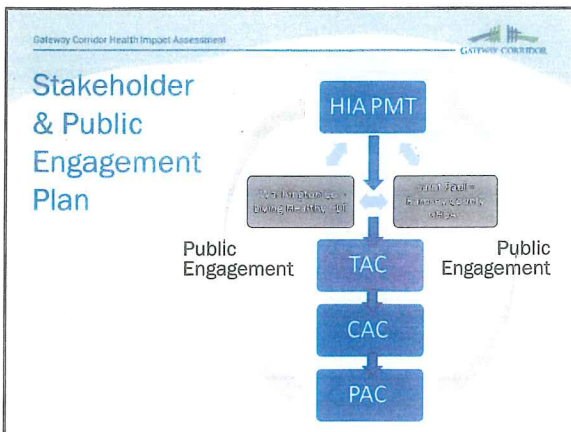 Gateway Corridor Health Impact Assessment
GATEWAY CORRIDOR
Stakeholder
& Public
Engagement
Plan
HIA PMT
Public
Engagement
Public
Engagement
TAC
CAC
PAC